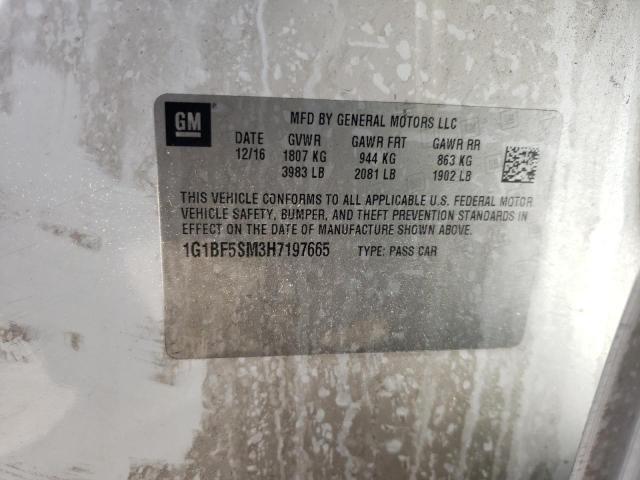 GM
MFD BY GENERAL MOTORS LLC
DATE GVWR GAWR FRT GAWR RR
12/16 1807 KG 944 KG 863 KG
3983 LB 2081 LB 1902 LB
THIS VEHICLE CONFORMS TO ALL APPLICABLE U.S. FEDERAL MOTOR
VEHICLE SAFETY, BUMPER, AND THEFT PREVENTION STANDARDS IN
EFFECT ON THE DATE OF MANUFACTURE SHOWN ABOVE.
1G1BF5SM3H7197665 TYPE: PASS CAR